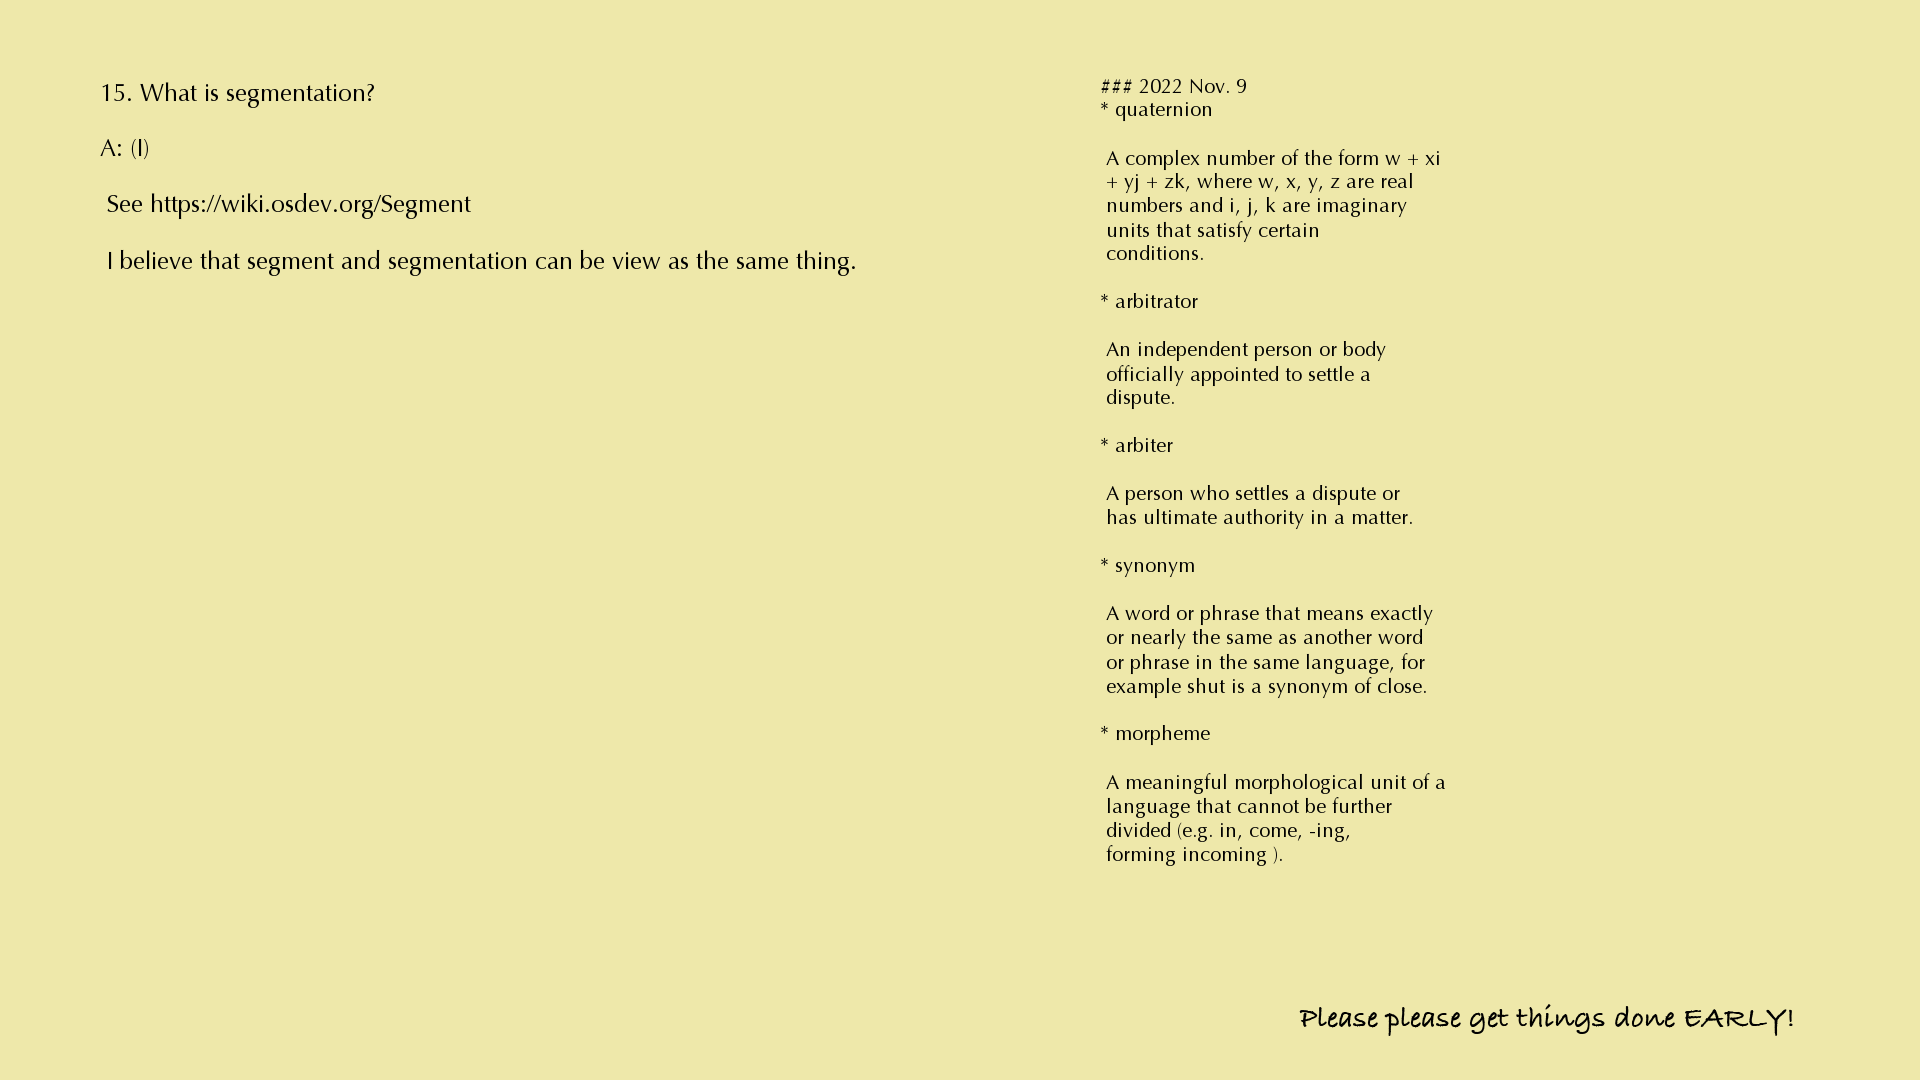 15. What is segmentation?
A: (I)
See https://wiki.osdev.org/Segment
I believe that segment and segmentation can be view as the same thing.
### 2022 Nov. 9
* quaternion
A complex number of the form w + xi
+ yj + zk, where w, x, y, z are real
numbers and i, j, k are imaginary
units that satisfy certain
conditions.
* arbitrator
An independent person or body
officially appointed to settle a
dispute.
* arbiter
A person who settles a dispute or
has ultimate authority in a matter.
* synonym
A word or phrase that means exactly
or nearly the same as another word
or phrase in the same language, for
example shut is a synonym of close.
* morpheme
A meaningful morphological unit of a
language that cannot be further
divided (e.g. in, come, -ing,
forming incoming ).
Please please get things done EARLY!